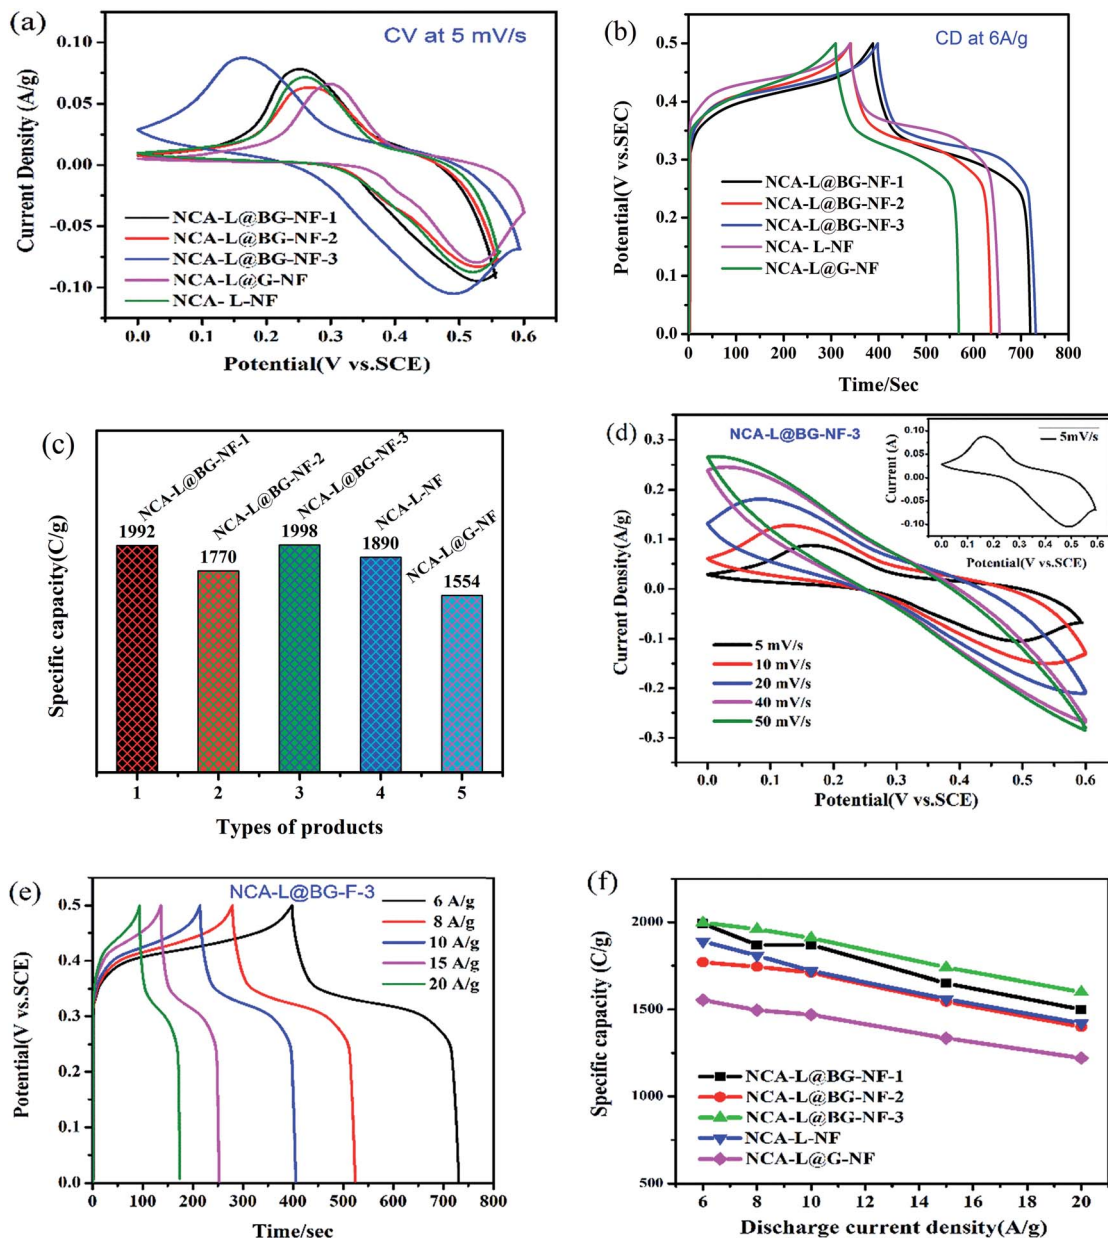 (a)
CV at 5 mV/s
0.10
0.05
0.00
-0.05
-0.10
Current Density (A/g)
NCA-L@BG-NF-1
NCA-L@BG-NF-2
NCA-L@BG-NF-3
NCA-L@G-NF
NCA- L-NF
0.0 0.1 0.2 0.3 0.4 0.5 0.6
Potential(V vs.SCE)
(b)
CD at 6A/g
0.5
0.4
0.3
0.2
0.1
0.0
Potential(V vs.SEC)
NCA-L@BG-NF-1
NCA-L@BG-NF-2
NCA-L@BG-NF-3
NCA- L-NF
NCA-L@G-NF
0 100 200 300 400 500 600 700 800
Time/Sec
(c)
Specific capacity(C/g)
NCA-L@BG-NF-1
NCA-L@BG-NF-2
NCA-L@BG-NF-3
NCA-L-NF
NCA-L@G-NF
1992
1770
1998
1890
1554
1 2 3 4 5
Types of products
(d)
NCA-L@BG-NF-3
0.3
0.2
0.1
0.0
-0.1
-0.2
-0.3
Current Density(A/g)
5 mV/s
10 mV/s
20 mV/s
40 mV/s
50 mV/s
0.0 0.1 0.2 0.3 0.4 0.5 0.6
Potential(V vs.SCE)
5mV/s
0.10
0.05
0.00
-0.05
-0.10
Current (A)
0.0 0.1 0.2 0.3 0.4 0.5 0.6
Potential(V vs.SCE)
(e)
NCA-L@BG-F-3
0.5
0.4
0.3
0.2
0.1
0.0
Potential(V vs.SCE)
6 A/g
8 A/g
10 A/g
15 A/g
20 A/g
0 100 200 300 400 500 600 700 800
Time/sec
(f)
2000
1500
1000
500
Specific capacity (C/g)
NCA-L@BG-NF-1
NCA-L@BG-NF-2
NCA-L@BG-NF-3
NCA-L-NF
NCA-L@G-NF
6 8 10 12 14 16 18 20
Discharge current density(A/g)